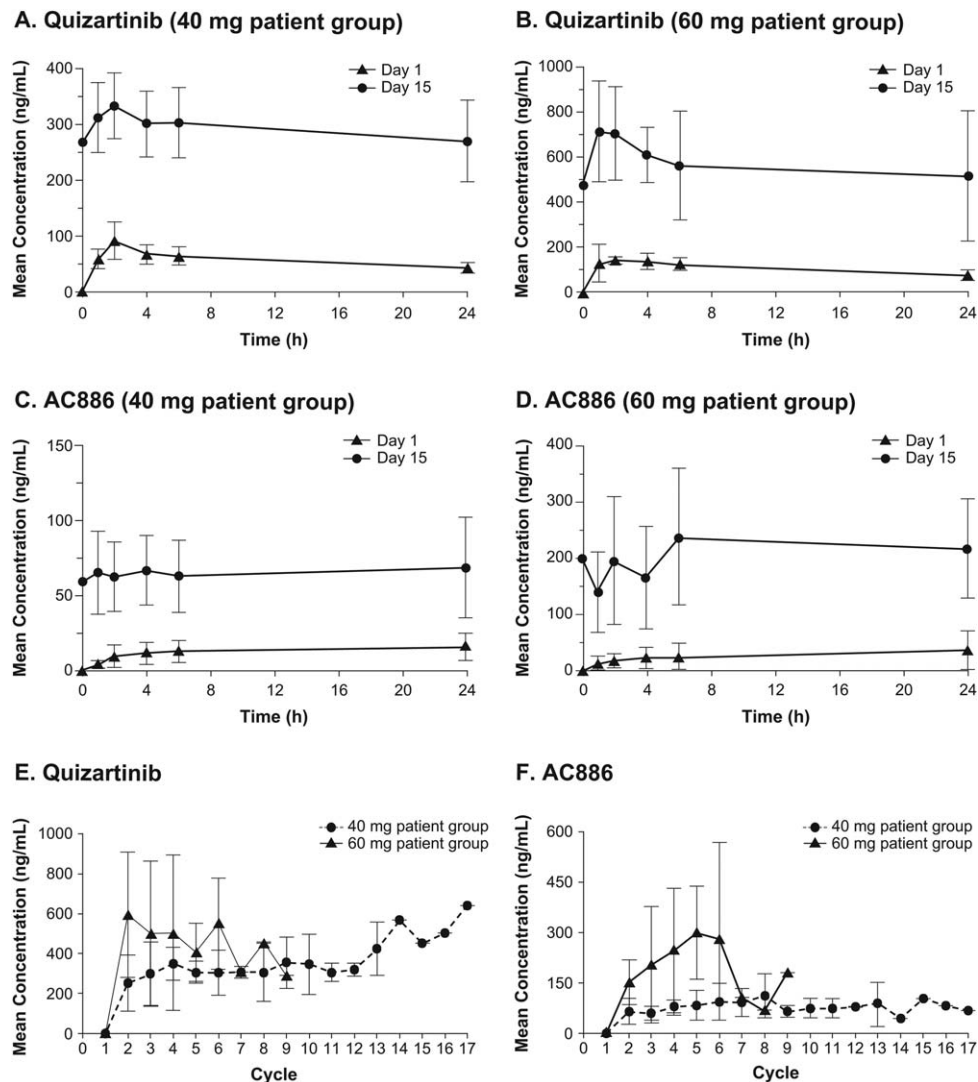 A. Quizartinib (40 mg patient group)
Mean Concentration (ng/mL)
400
300
200
100
0
Day 1
Day 15
0 4 8 12 16 20 24
Time (h)
B. Quizartinib (60 mg patient group)
Mean Concentration (ng/mL)
1000
800
600
400
200
0
Day 1
Day 15
0 4 8 12 16 20 24
Time (h)
C. AC886 (40 mg patient group)
Mean Concentration (ng/mL)
150
100
50
0
Day 1
Day 15
0 4 8 12 16 20 24
Time (h)
D. AC886 (60 mg patient group)
Mean Concentration (ng/mL)
400
300
200
100
0
Day 1
Day 15
0 4 8 12 16 20 24
Time (h)
E. Quizartinib
Mean Concentration (ng/mL)
1000
800
600
400
200
0
40 mg patient group
60 mg patient group
0 1 2 3 4 5 6 7 8 9 10 11 12 13 14 15 16 17
Cycle
F. AC886
Mean Concentration (ng/mL)
600
450
300
150
0
40 mg patient group
60 mg patient group
0 1 2 3 4 5 6 7 8 9 10 11 12 13 14 15 16 17
Cycle